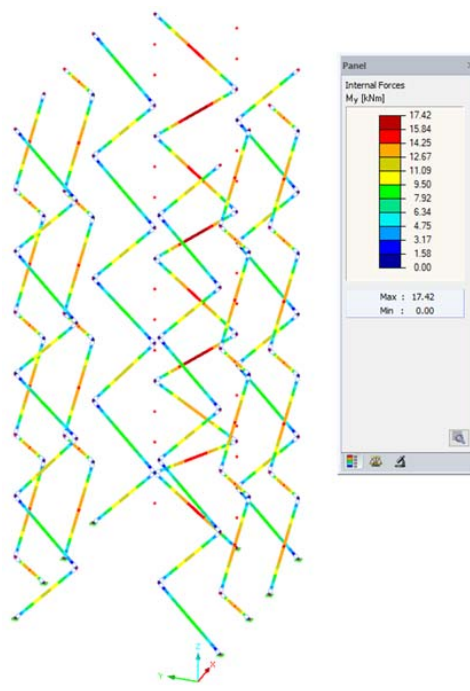 Panel
Internal Forces
My [kNm]
17.42
15.84
14.25
12.67
11.09
9.50
7.92
6.34
4.75
3.17
1.58
0.00
Max : 17.42
Min : 0.00
Z
Y
X